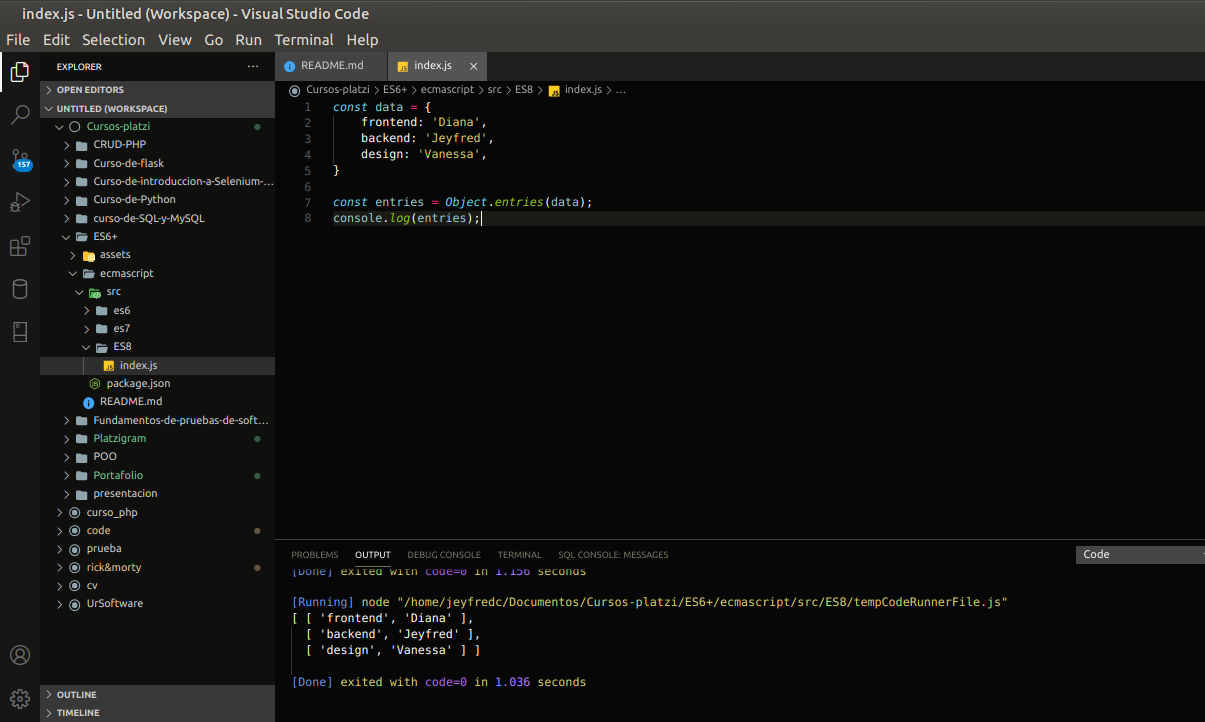 index.js - Untitled (Workspace) - Visual Studio Code
File Edit Selection View Go Run Terminal Help
EXPLORER ···
OPEN EDITORS
UNTITLED (WORKSPACE)
Cursos-platzi
CRUD-PHP
Curso-de-flask
Curso-de-introduccion-a-Selenium-...
Curso-de-Python
curso-de-SQL-y-MySQL
ES6+
assets
ecmascript
src
es6
es7
ES8
JS index.js
package.json
README.md
Fundamentos-de-pruebas-de-soft...
Platzigram
POO
Portafolio
presentacion
curso_php
code
prueba
rick&morty
cv
UrSoftware
OUTLINE
TIMELINE
157
README.md JS index.js ×
Cursos-platzi > ES6+ > ecmascript > src > ES8 > JS index.js > ...
1 const data = {
2 frontend: 'Diana',
3 backend: 'Jeyfred',
4 design: 'Vanessa',
5 }
6
7 const entries = Object.entries(data);
8 console.log(entries);
PROBLEMS OUTPUT DEBUG CONSOLE TERMINAL SQL CONSOLE: MESSAGES Code
[Done] exited with code=0 in 1.156 seconds
[Running] node "/home/jeyfredc/Documentos/Cursos-platzi/ES6+/ecmascript/src/ES8/tempCodeRunnerFile.js"
[ [ 'frontend', 'Diana' ],
[ 'backend', 'Jeyfred' ],
[ 'design', 'Vanessa' ] ]
[Done] exited with code=0 in 1.036 seconds